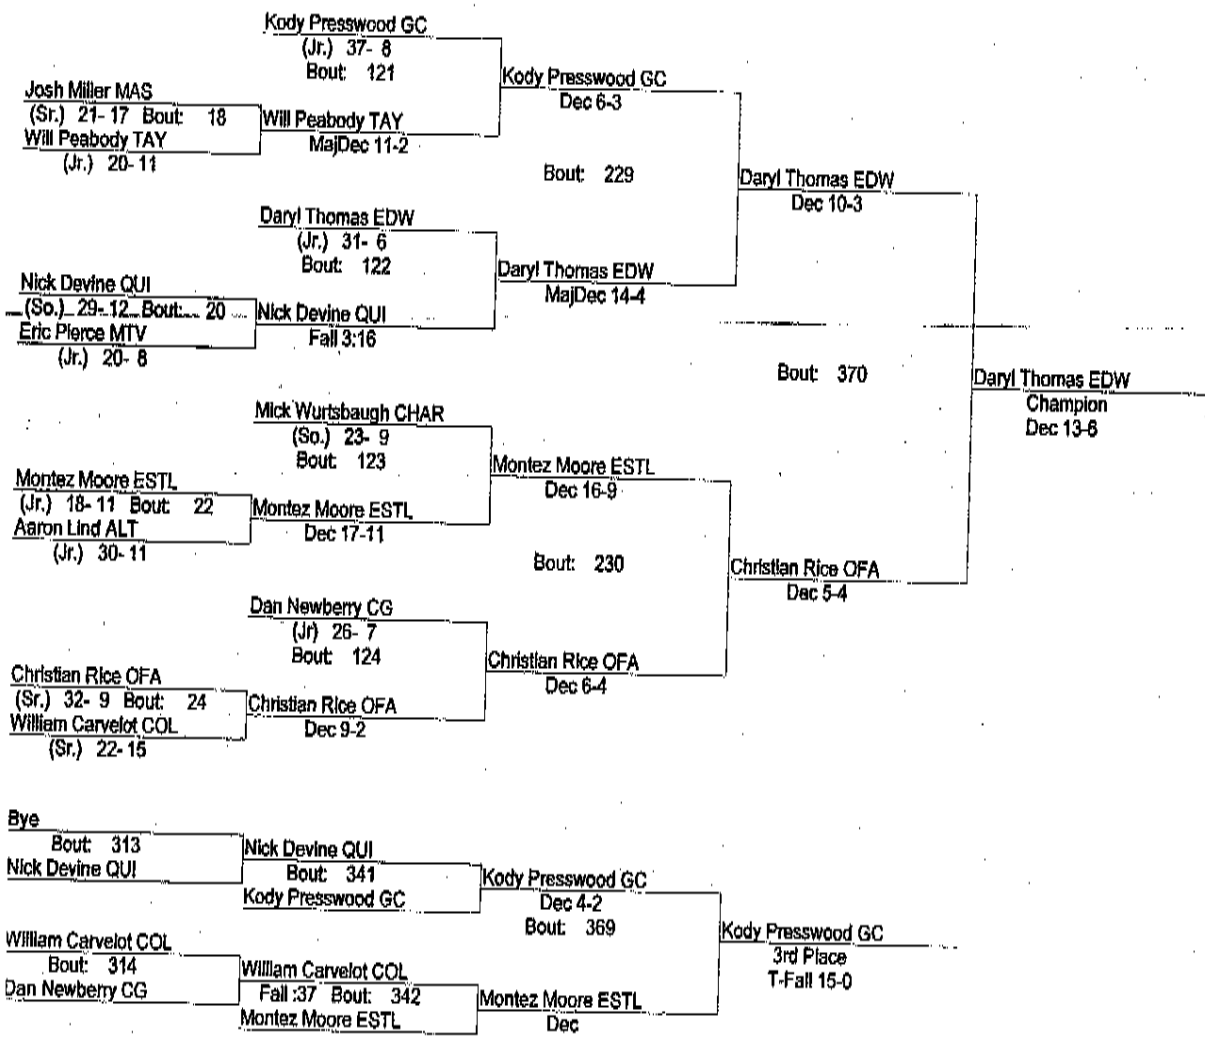 Kody Presswood GC
(Jr.) 37- 8
Bout: 121
Kody Presswood GC
Dec 6-3
Josh Miller MAS
(Sr.) 21- 17 Bout: 18
Will Peabody TAY
(Jr.) 20- 11
Will Peabody TAY
MajDec 11-2
Bout: 229
Daryl Thomas EDW
Dec 10-3
Daryl Thomas EDW
(Jr.) 31- 6
Bout: 122
Daryl Thomas EDW
MajDec 14-4
Nick Devine QUI
(So.) 29- 12 Bout: 20
Eric Pierce MTV
(Jr.) 20- 8
Nick Devine QUI
Fall 3:16
Bout: 370
Daryl Thomas EDW
Champion
Dec 13-6
Mick Wurtsbaugh CHAR
(So.) 23- 9
Bout: 123
Montez Moore ESTL
Dec 16-9
Montez Moore ESTL
(Jr.) 18- 11 Bout: 22
Aaron Lind ALT
(Jr.) 30- 11
Montez Moore ESTL
Dec 17-11
Bout: 230
Christian Rice OFA
Dec 5-4
Dan Newberry CG
(Jr) 26- 7
Bout: 124
Christian Rice OFA
Dec 6-4
Christian Rice OFA
(Sr.) 32- 9 Bout: 24
William Carvelot COL
(Sr.) 22- 15
Christian Rice OFA
Dec 9-2
Bye
Bout: 313
Nick Devine QUI
Nick Devine QUI
Bout: 341
Kody Presswood GC
Kody Presswood GC
Dec 4-2
Bout: 369
Kody Presswood GC
3rd Place
T-Fall 15-0
William Carvelot COL
Bout: 314
Dan Newberry CG
William Carvelot COL
Fall :37 Bout: 342
Montez Moore ESTL
Montez Moore ESTL
Dec